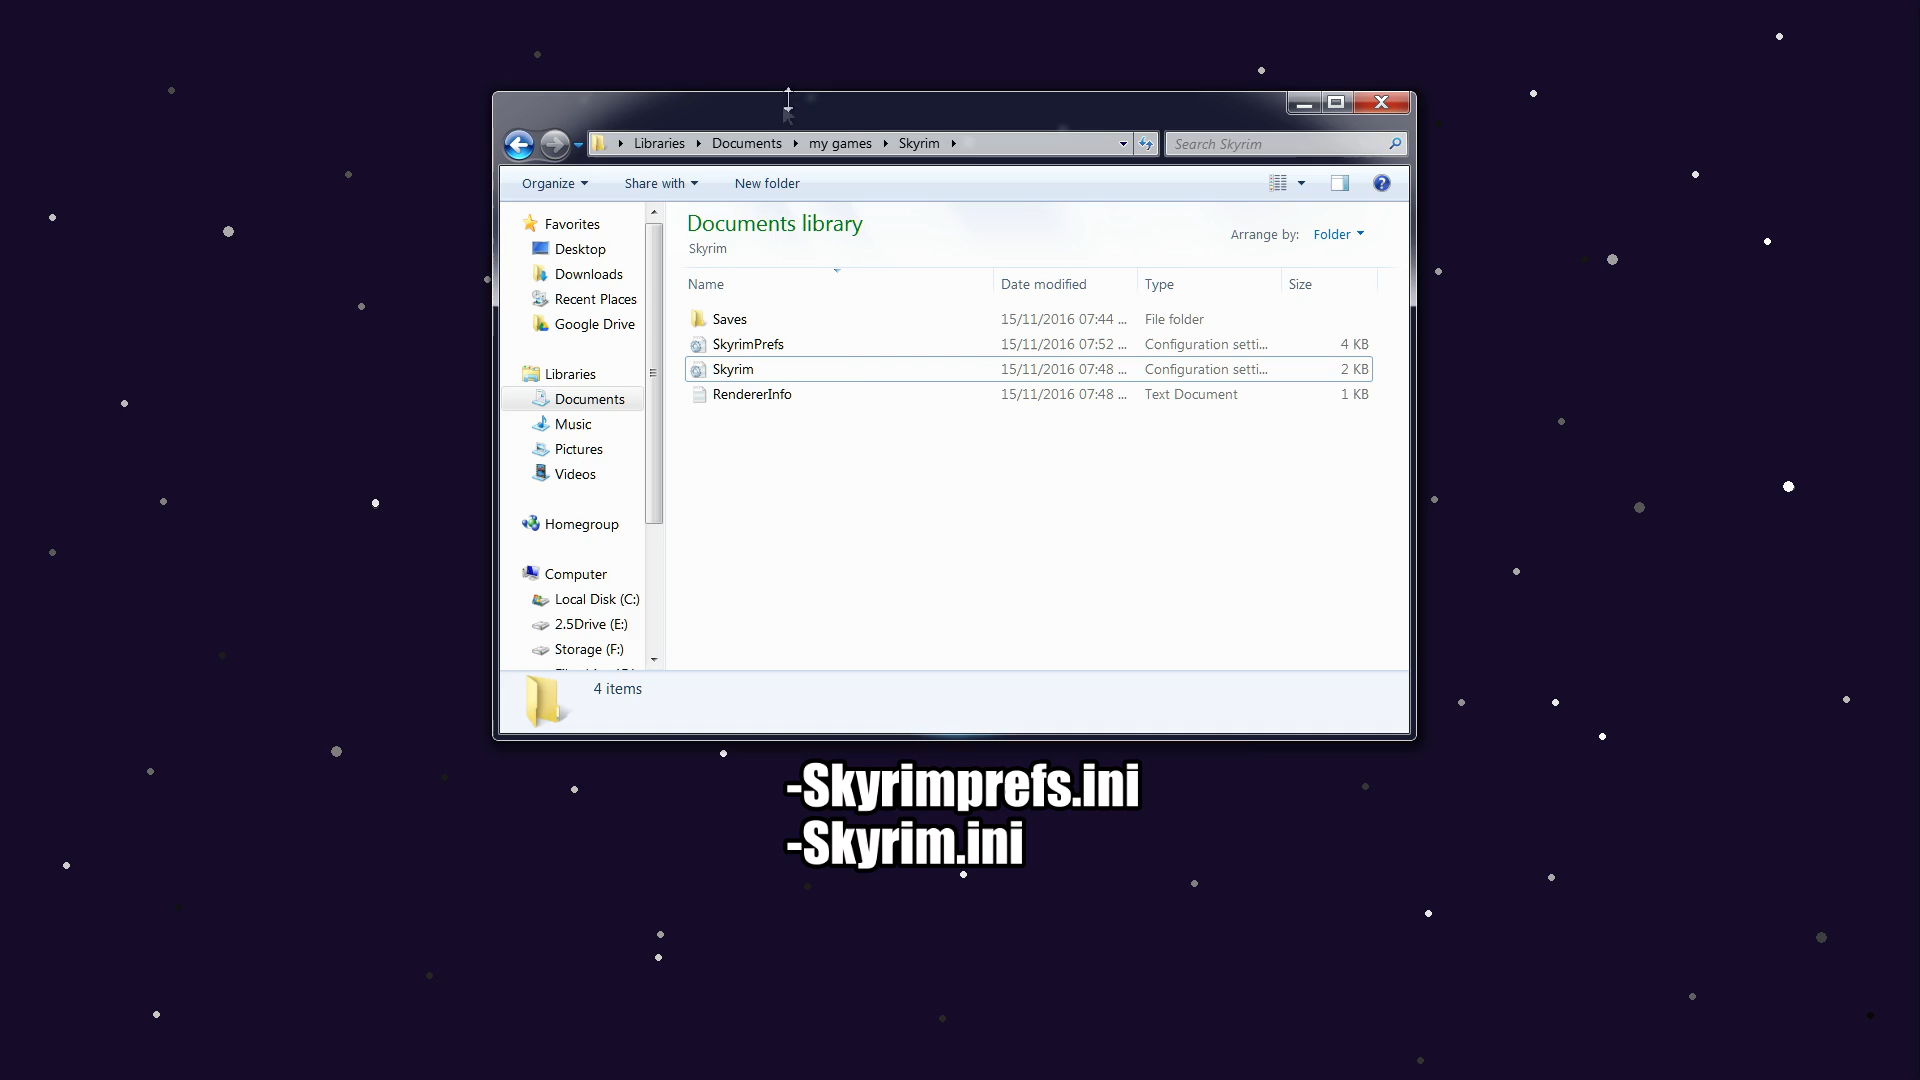 Libraries Documents my games Skyrim
Search Skyrim
Organize Share with New folder
Favorites
Desktop
Downloads
Recent Places
Google Drive
Libraries
Documents
Music
Pictures
Videos
Homegroup
Computer
Local Disk (C:)
2.5Drive (E:)
Storage (F:)
Documents library
Skyrim
Arrange by: Folder
Name Date modified Type Size
Saves 15/11/2016 07:44 ... File folder
SkyrimPrefs 15/11/2016 07:52 ... Configuration setti... 4 KB
Skyrim 15/11/2016 07:48 ... Configuration setti... 2 KB
RendererInfo 15/11/2016 07:48 ... Text Document 1 KB
4 items
-Skyrimprefs.ini
-Skyrim.ini